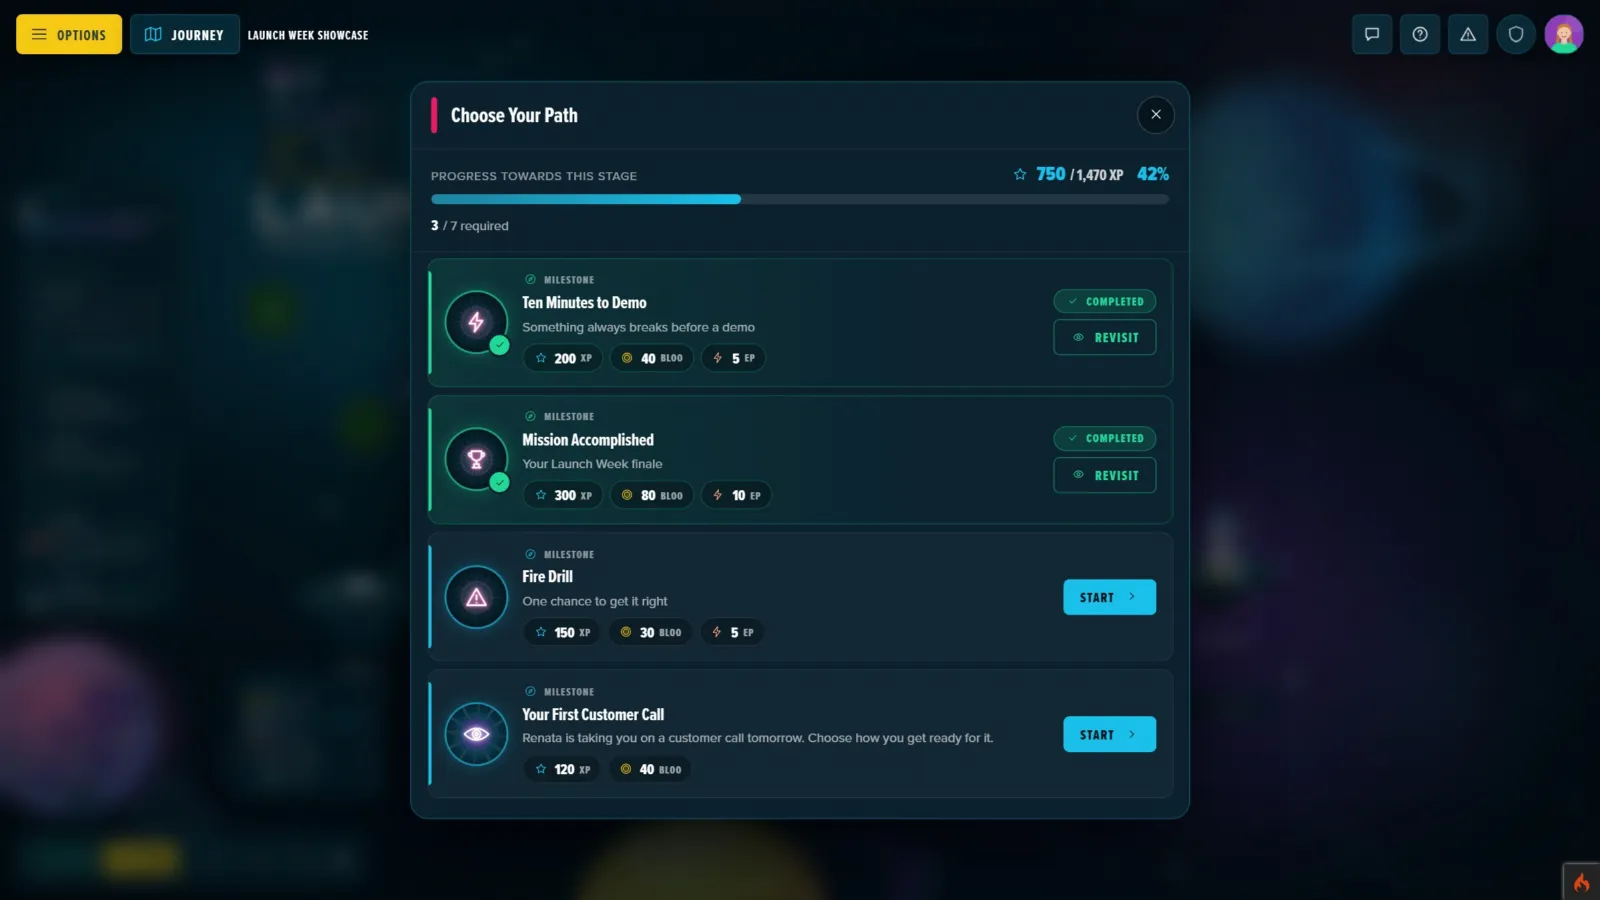 OPTIONS
JOURNEY
LAUNCH WEEK SHOWCASE
Choose Your Path
PROGRESS TOWARDS THIS STAGE
750 / 1,470 XP 42%
3 / 7 required
MILESTONE
Ten Minutes to Demo
Something always breaks before a demo
200 XP
40 BLOO
5 EP
COMPLETED
REVISIT
MILESTONE
Mission Accomplished
Your Launch Week finale
300 XP
80 BLOO
10 EP
COMPLETED
REVISIT
MILESTONE
Fire Drill
One chance to get it right
150 XP
30 BLOO
5 EP
START
MILESTONE
Your First Customer Call
Renata is taking you on a customer call tomorrow. Choose how you get ready for it.
120 XP
40 BLOO
START